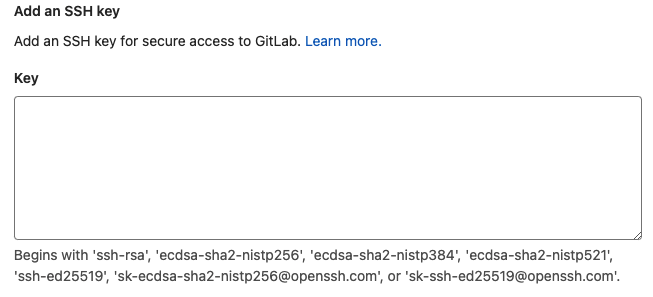 Add an SSH key
Add an SSH key for secure access to GitLab. Learn more.
Key
Begins with 'ssh-rsa', 'ecdsa-sha2-nistp256', 'ecdsa-sha2-nistp384', 'ecdsa-sha2-nistp521',
'ssh-ed25519', 'sk-ecdsa-sha2-nistp256@openssh.com', or 'sk-ssh-ed25519@openssh.com'.